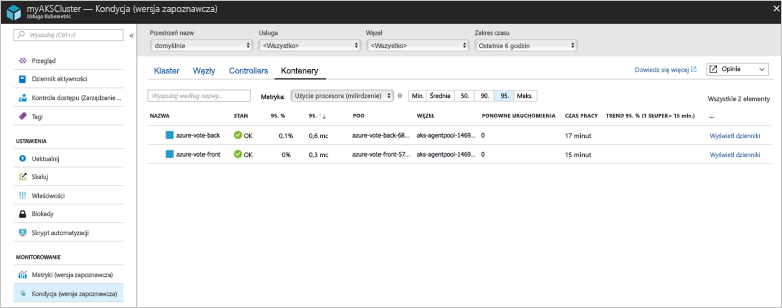 myAKSCluster — Kondycja (wersja zapoznawcza)
Usługa Kubernetric
Wyszukaj (Ctrl+/)
Przegląd
Dziennik aktywności
Kontrola dostępu (Zarządzanie ...
Tagi
USTAWIENIA
Uaktualnij
Skaluj
Właściwości
Blokady
Skrypt automatyzacji
MONITOROWANIE
Metryki (wersja zapoznawcza)
Kondycja (wersja zapoznawcza)
Przestrzeń nazw Usługa Węzeł Zakres czasu
domyślnie <Wszystko> <Wszystko> Ostatnie 6 godzin
Klaster Węzły Controllers Kontenery Dowiedz się więcej Opinia
Wyszukaj według nazwy... Metryka: Użycie procesora (milirdzenie) Min. Średnia 50. 90. 95. Maks. Wszystkie 2 elementy
NAZWA STAN 95. % 95. POO WĘZEŁ PONOWNE URUCHOMIENIA CZAS PRACY TREND 95. % (1 SŁUPEK= 15 mln.) ...
azure-vote-back OK 0,1% 0,6 mc azure-vote-back-68... aks-agentpool-1469... 0 17 minut Wyświetl dzienniki
azure-vote-front OK 0% 0,3 mc azure-vote-front-57... aks-agentpool-1469... 0 15 minut Wyświetl dzienniki